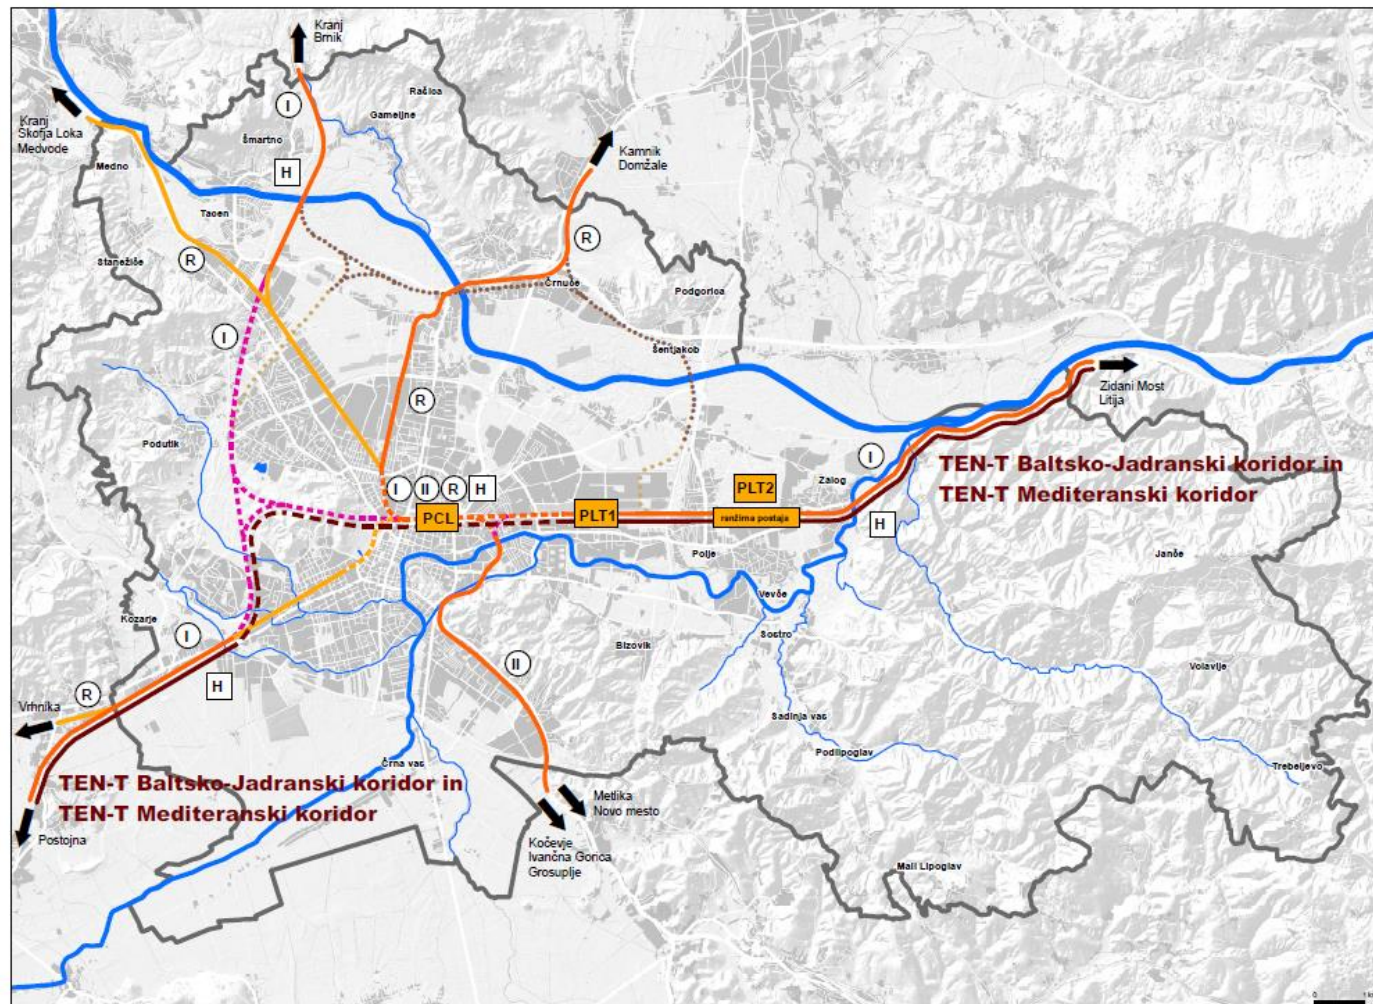 Kranj
Brnik
I
Rašica
Gameljne
Šmartno
Kranj
Škofja Loka
Medvode
Medno
H
Kamnik
Domžale
Tacen
R
R
Stanežiče
Črnuče
Podgorica
I
Šentjakob
Zidani Most
Litija
R
Podutik
I
TEN-T Baltsko-Jadranski koridor in
TEN-T Mediteranski koridor
Zalog
I
II
R
H
PLT2
PCL
PLT1
ranžirna postaja
H
Polje
Janče
Vevče
Kozarje
I
Sostro
Bizovik
II
Volavlje
H
R
Vrhnika
Sadinja vas
Podlipoglav
Trebeljevo
Črna vas
TEN-T Baltsko-Jadranski koridor in
TEN-T Mediteranski koridor
Metlika
Novo mesto
Postojna
Kočevje
Ivančna Gorica
Grosuplje
Mali Lipoglav
0